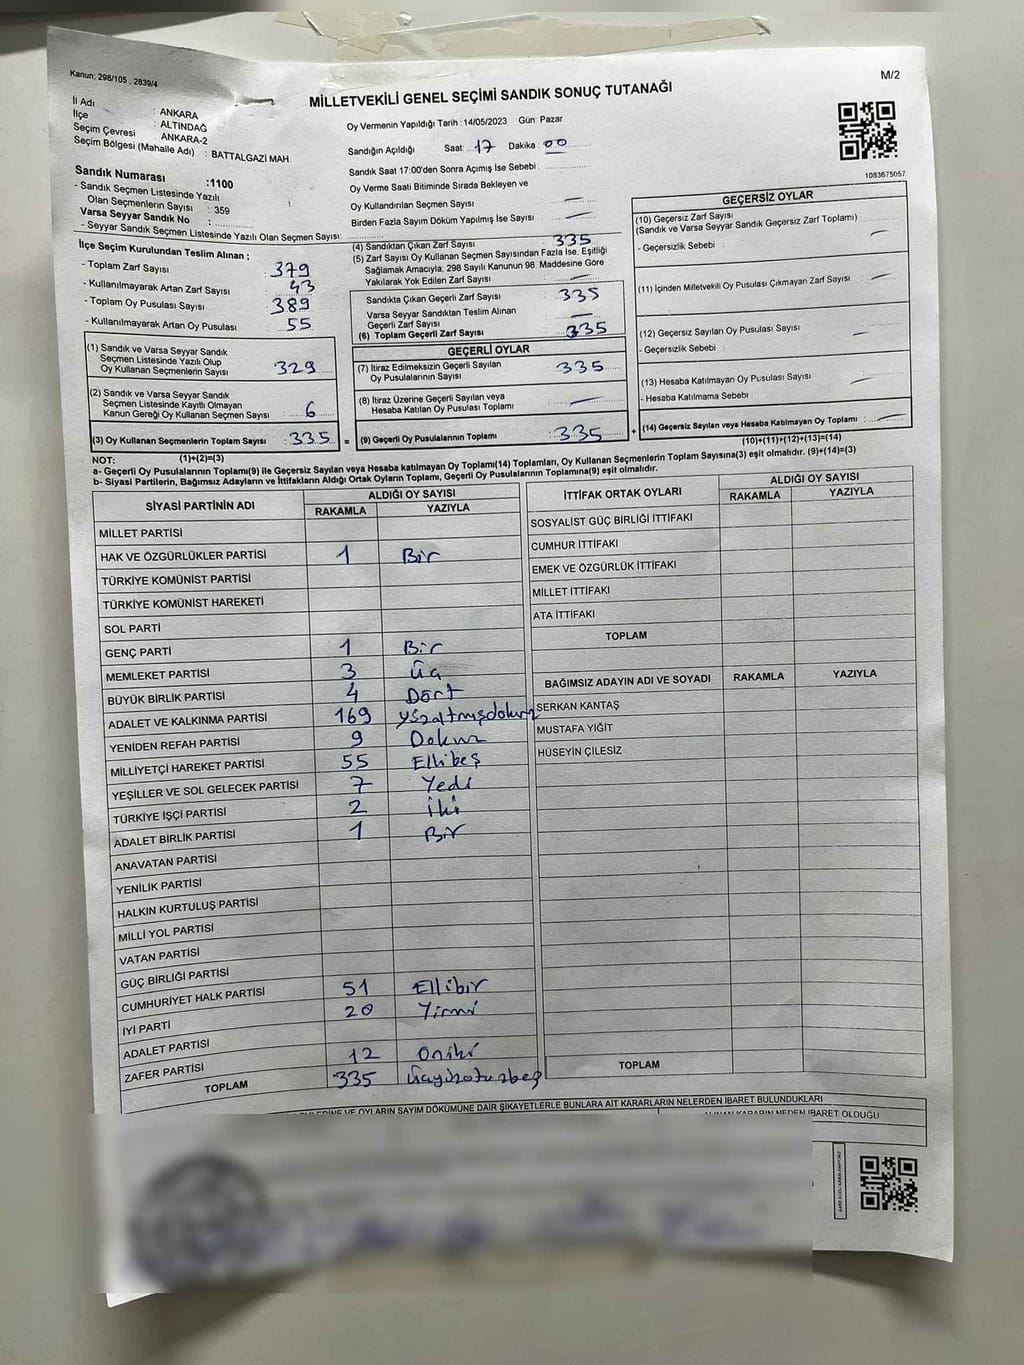 Kanun; 298/105 , 2839/4
M/2
MİLLETVEKİLİ GENEL SEÇİMİ SANDIK SONUÇ TUTANAĞI
İl Adı : ANKARA
İlçe : ALTINDAĞ
Seçim Çevresi : ANKARA-2
Seçim Bölgesi (Mahalle Adı) : BATTALGAZİ MAH.
Sandık Numarası :1100
- Sandık Seçmen Listesinde Yazılı
Olan Seçmenlerin Sayısı : 359
Varsa Seyyar Sandık No :
- Seyyar Sandık Seçmen Listesinde Yazılı Olan Seçmen Sayısı:
Oy Vermenin Yapıldığı Tarih :14/05/2023 Gün: Pazar
Sandığın Açıldığı Saat: 17 Dakika 00
Sandık Saat 17:00'den Sonra Açımış İse Sebebi :
Oy Verme Saati Bitiminde Sırada Bekleyen ve
Oy Kullandırılan Seçmen Sayısı —
Birden Fazla Sayım Döküm Yapılmış İse Sayısı —
1083675057
İlçe Seçim Kurulundan Teslim Alınan ;
- Toplam Zarf Sayısı : 379
- Kullanılmayarak Artan Zarf Sayısı : 43
- Toplam Oy Pusulası Sayısı : 389
- Kullanılmayarak Artan Oy Pusulası : 55
(1) Sandık ve Varsa Seyyar Sandık
Seçmen Listesinde Yazılı Olup
Oy Kullanan Seçmenlerin Sayısı : 329
(2) Sandık ve Varsa Seyyar Sandık
Seçmen Listesinde Kayıtlı Olmayan
Kanun Gereği Oy Kullanan Seçmen Sayısı : 6
(3) Oy Kullanan Seçmenlerin Toplam Sayısı : 335 =
(1)+(2)=(3)
(4) Sandıktan Çıkan Zarf Sayısı 335
(5) Zarf Sayısı Oy Kullanan Seçmen Sayısından Fazla İse, Eşitliği
Sağlamak Amacıyla; 298 Sayılı Kanunun 98. Maddesine Göre
Yakılarak Yok Edilen Zarf Sayısı —
Sandıkta Çıkan Geçerli Zarf Sayısı : 335
Varsa Seyyar Sandıktan Teslim Alınan
Geçerli Zarf Sayısı : —
(6) Toplam Geçerli Zarf Sayısı : 335
GEÇERLİ OYLAR
(7) İtiraz Edilmeksizin Geçerli Sayılan
Oy Pusulalarının Sayısı : 335
(8) İtiraz Üzerine Geçerli Sayılan veya
Hesaba Katılan Oy Pusulası Toplamı : —
(9) Geçerli Oy Pusulalarının Toplamı : 335 +
GEÇERSİZ OYLAR
(10) Geçersiz Zarf Sayısı
(Sandık ve Varsa Seyyar Sandık Geçersiz Zarf Toplamı) —
- Geçersizlik Sebebi :
(11) İçinden Milletvekili Oy Pusulası Çıkmayan Zarf Sayısı : —
(12) Geçersiz Sayılan Oy Pusulası Sayısı : —
- Geçersizlik Sebebi :
(13) Hesaba Katılmayan Oy Pusulası Sayısı : —
- Hesaba Katılmama Sebebi :
(14) Geçersiz Sayılan veya Hesaba Katılmayan Oy Toplamı : —
(10)+(11)+(12)+(13)=(14)
NOT:
a- Geçerli Oy Pusulalarının Toplamı(9) ile Geçersiz Sayılan veya Hesaba katılmayan Oy Toplamı(14) Toplamları, Oy Kullanan Seçmenlerin Toplam Sayısına(3) eşit olmalıdır. (9)+(14)=(3)
b- Siyasi Partilerin, Bağımsız Adayların ve İttifakların Aldığı Ortak Oyların Toplamı, Geçerli Oy Pusulalarının Toplamına(9) eşit olmalıdır.
SİYASİ PARTİNİN ADI ALDIĞI OY SAYISI
RAKAMLA YAZIYLA
MİLLET PARTİSİ
HAK VE ÖZGÜRLÜKLER PARTİSİ 1 Bir
TÜRKİYE KOMÜNİST PARTİSİ
TÜRKİYE KOMÜNİST HAREKETİ
SOL PARTİ
GENÇ PARTİ 1 Bir
MEMLEKET PARTİSİ 3 Üç
BÜYÜK BİRLİK PARTİSİ 4 Dört
ADALET VE KALKINMA PARTİSİ 169 yüzaltmışdokuz
YENİDEN REFAH PARTİSİ 9 Dokuz
MİLLİYETÇİ HAREKET PARTİSİ 55 Ellibeş
YEŞİLLER VE SOL GELECEK PARTİSİ 7 Yedi
TÜRKİYE İŞÇİ PARTİSİ 2 iki
ADALET BİRLİK PARTİSİ 1 Bir
ANAVATAN PARTİSİ
YENİLİK PARTİSİ
HALKIN KURTULUŞ PARTİSİ
MİLLİ YOL PARTİSİ
VATAN PARTİSİ
GÜÇ BİRLİĞİ PARTİSİ
CUMHURİYET HALK PARTİSİ 51 Ellibir
İYİ PARTİ 20 Yirmi
ADALET PARTİSİ
ZAFER PARTİSİ 12 Oniki
TOPLAM 335 üçyüzotuzbeş
İTTİFAK ORTAK OYLARI ALDIĞI OY SAYISI
RAKAMLA YAZIYLA
SOSYALİST GÜÇ BİRLİĞİ İTTİFAKI
CUMHUR İTTİFAKI
EMEK VE ÖZGÜRLÜK İTTİFAKI
MİLLET İTTİFAKI
ATA İTTİFAKI
TOPLAM
BAĞIMSIZ ADAYIN ADI VE SOYADI RAKAMLA YAZIYLA
SERKAN KANTAŞ
MUSTAFA YİĞİT
HÜSEYİN ÇİLESİZ
TOPLAM
VE OYLARIN SAYIM DÖKÜMÜNE DAİR ŞİKAYETLERLE BUNLARA AİT KARARLARIN NELERDEN İBARET BULUNDUKLARI
KARARIN NEDEN İBARET OLDUĞU